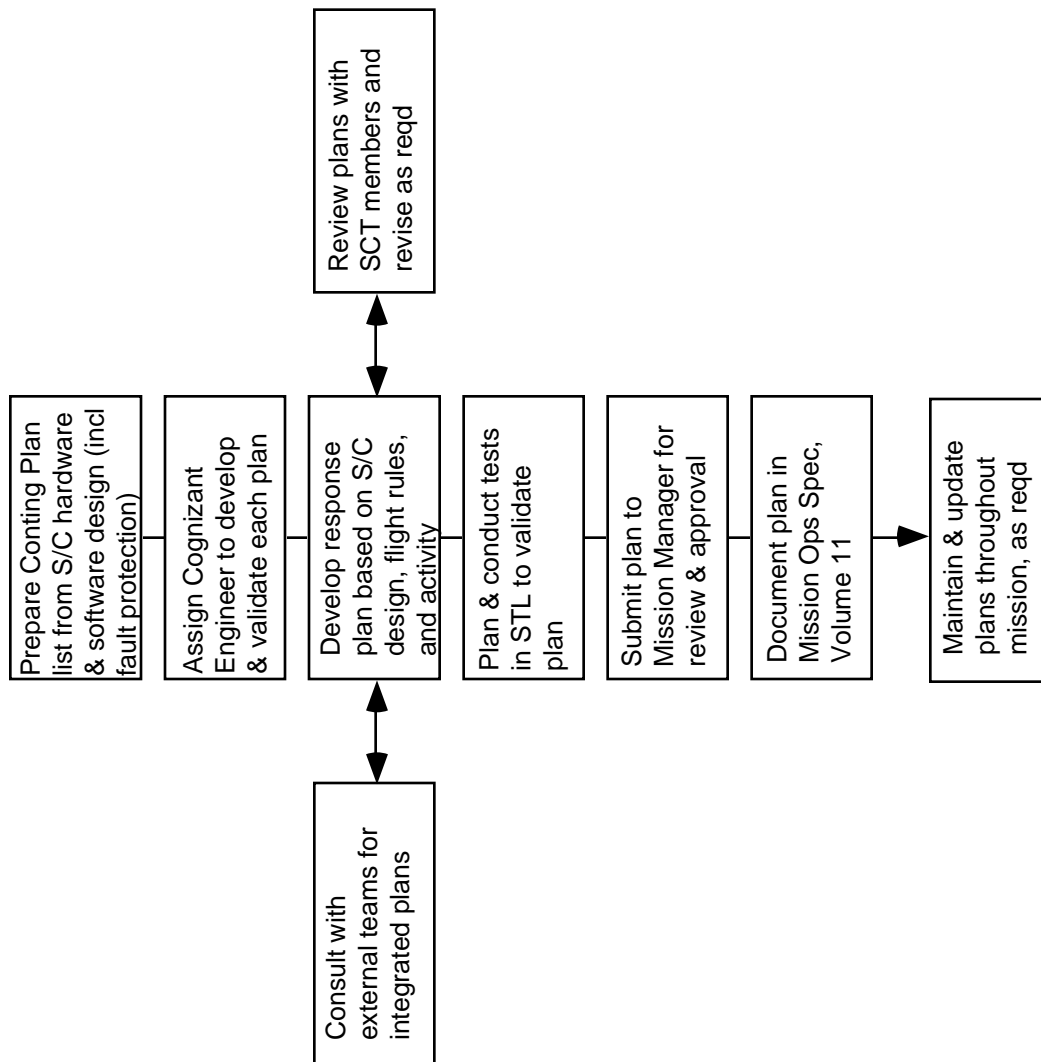 Prepare Conting Plan
list from S/C hardware
& software design (incl
fault protection)
Assign Cognizant
Engineer to develop
& validate each plan
Consult with
external teams for
integrated plans
Develop response
plan based on S/C
design, flight rules,
and activity
Review plans with
SCT members and
revise as reqd
Plan & conduct tests
in STL to validate
plan
Submit plan to
Mission Manager for
review & approval
Document plan in
Mission Ops Spec,
Volume 11
Maintain & update
plans throughout
mission, as reqd